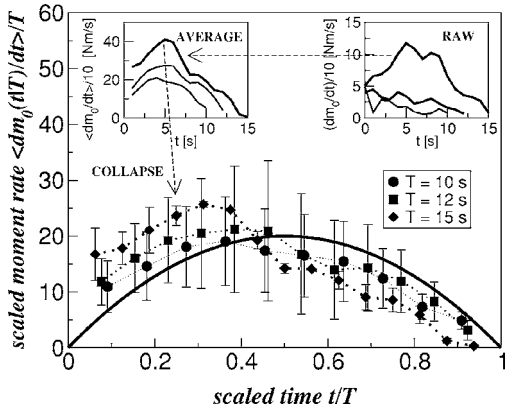 AVERAGE
RAW
<dm₀/dt>/10 [Nm/s]
40
20
0
0
5
10
15
t [s]
(dm₀/dt)/10 [Nm/s]
15
10
5
0
0
5
10
15
t [s]
COLLAPSE
T = 10 s
T = 12 s
T = 15 s
scaled moment rate <dm₀(t/T)/dt>/T
60
50
40
30
20
10
0
0
0.2
0.4
0.6
0.8
1
scaled time t/T